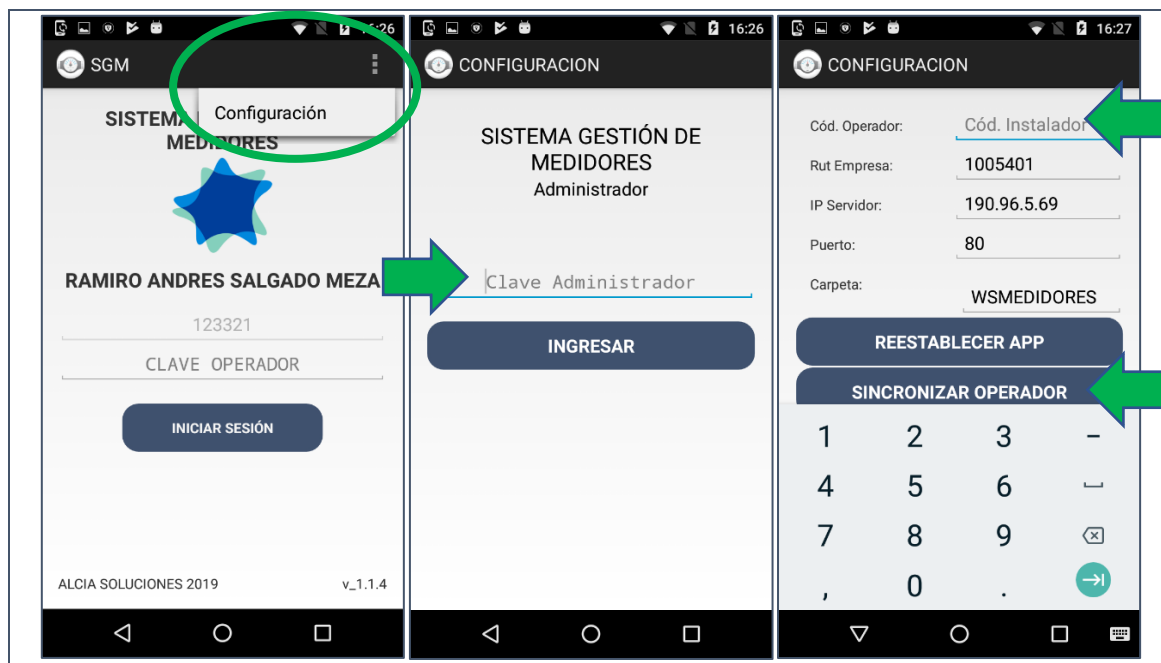 16:26
SGM
Configuración
SISTEMA
MEDIDORES
RAMIRO ANDRES SALGADO MEZA
123321
CLAVE OPERADOR
INICIAR SESIÓN
ALCIA SOLUCIONES 2019 v_1.1.4
16:26
CONFIGURACION
SISTEMA GESTIÓN DE
MEDIDORES
Administrador
Clave Administrador
INGRESAR
16:27
CONFIGURACION
Cód. Operador: Cód. Instalador
Rut Empresa: 1005401
IP Servidor: 190.96.5.69
Puerto: 80
Carpeta: WSMEDIDORES
REESTABLECER APP
SINCRONIZAR OPERADOR
1 2 3 -
4 5 6
7 8 9
, 0 .